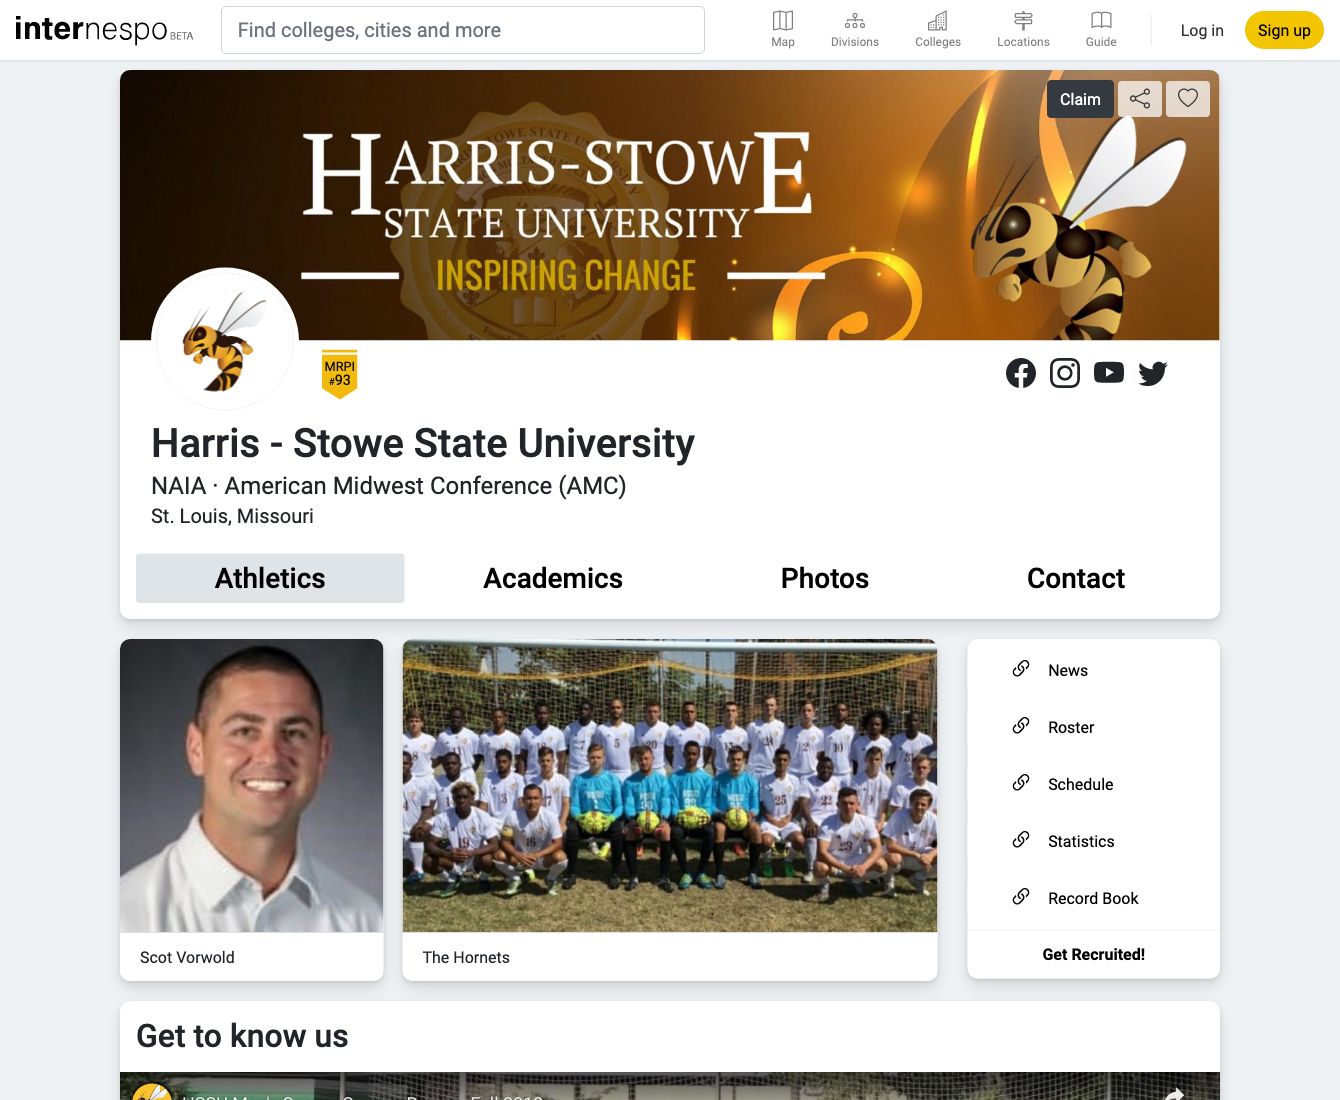 internespo BETA
Find colleges, cities and more
Map
Divisions
Colleges
Locations
Guide
Log in
Sign up
Claim
HARRIS-STOWE
STATE UNIVERSITY
INSPIRING CHANGE
MRPI
#93
Harris - Stowe State University
NAIA · American Midwest Conference (AMC)
St. Louis, Missouri
Athletics
Academics
Photos
Contact
News
Roster
Schedule
Statistics
Record Book
Get Recruited!
Scot Vorwold
The Hornets
Get to know us